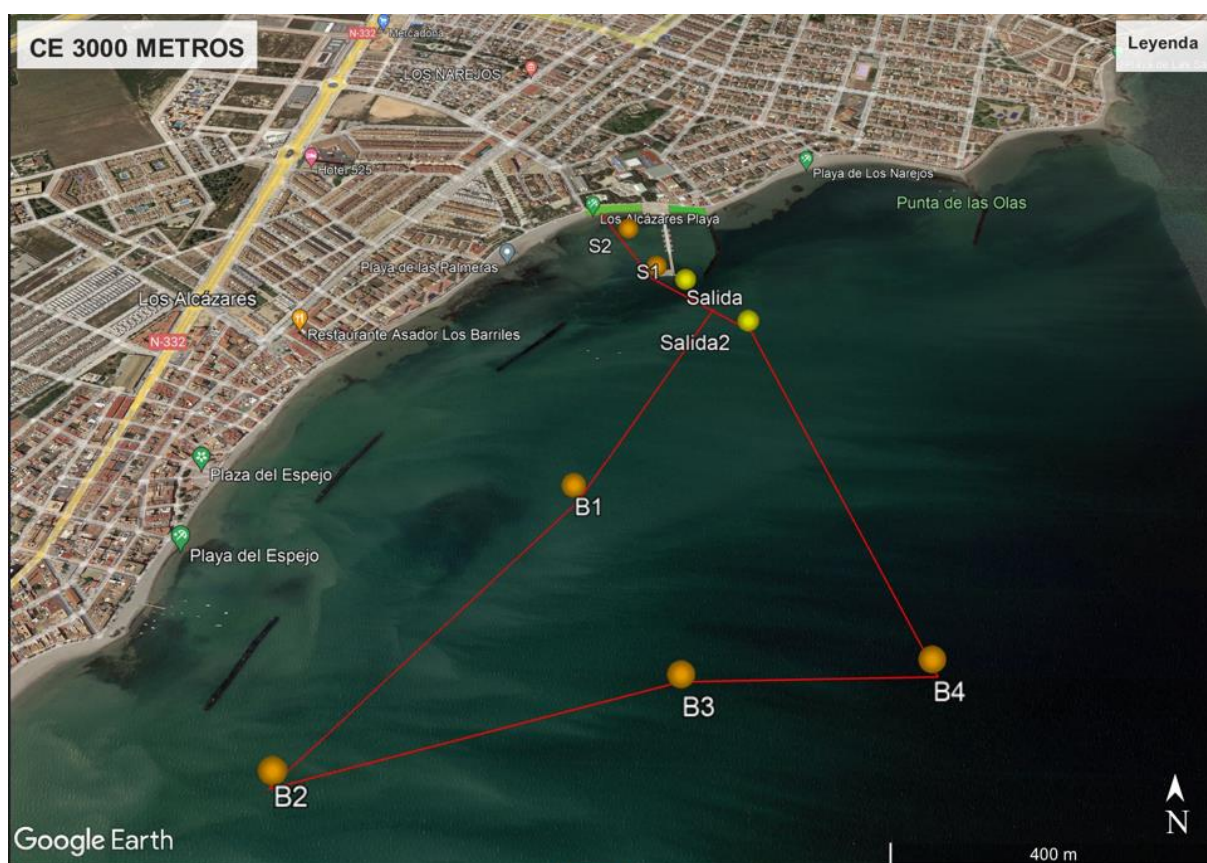 CE 3000 METROS
N-332
Mercadona
Leyenda
LOS NAREJOS
Hotel 525
Playa de Los Narejos
Punta de las Olas
Los Alcázares Playa
S2
Playa de las Palmeras
S1
Salida
Los Alcázares
Restaurante Asador Los Barriles
N-332
Salida2
Plaza del Espejo
B1
Playa del Espejo
B3
B4
B2
N
Google Earth
400 m